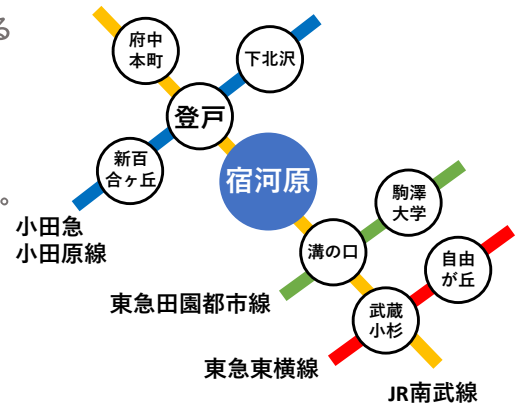 る
府中
本町
下北沢
登戸
新百
合ヶ丘
宿河原
。
小田急
小田原線
駒澤
大学
溝の口
自由
が丘
東急田園都市線
武蔵
小杉
東急東横線
JR南武線